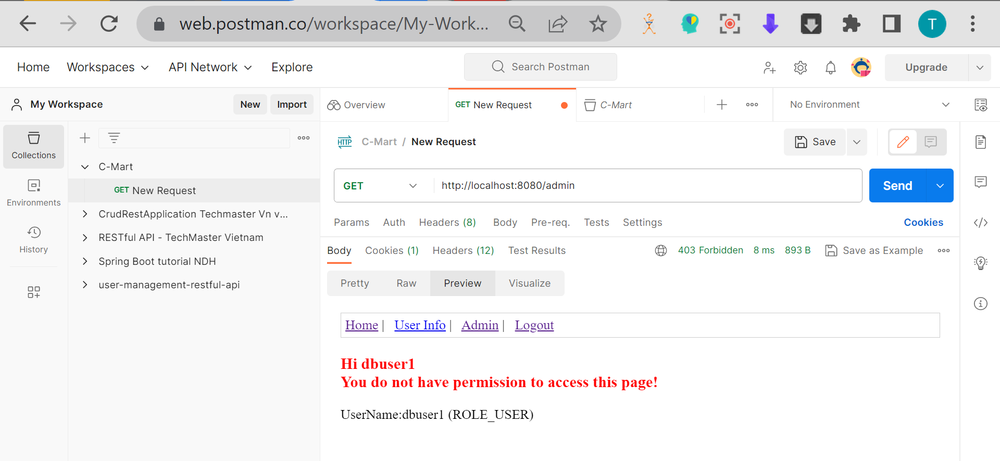 web.postman.co/workspace/My-Work...
T
Home Workspaces API Network Explore
Search Postman
Upgrade
My Workspace New Import
Overview GET New Request C-Mart No Environment
Collections
Environments
History
C-Mart
GET New Request
CrudRestApplication Techmaster Vn v...
RESTful API - TechMaster Vietnam
Spring Boot tutorial NDH
user-management-restful-api
HTTP C-Mart / New Request Save
GET http://localhost:8080/admin Send
Params Auth Headers (8) Body Pre-req. Tests Settings Cookies
Body Cookies (1) Headers (12) Test Results 403 Forbidden 8 ms 893 B Save as Example
Pretty Raw Preview Visualize
Home | User Info | Admin | Logout
Hi dbuser1
You do not have permission to access this page!
UserName:dbuser1 (ROLE_USER)